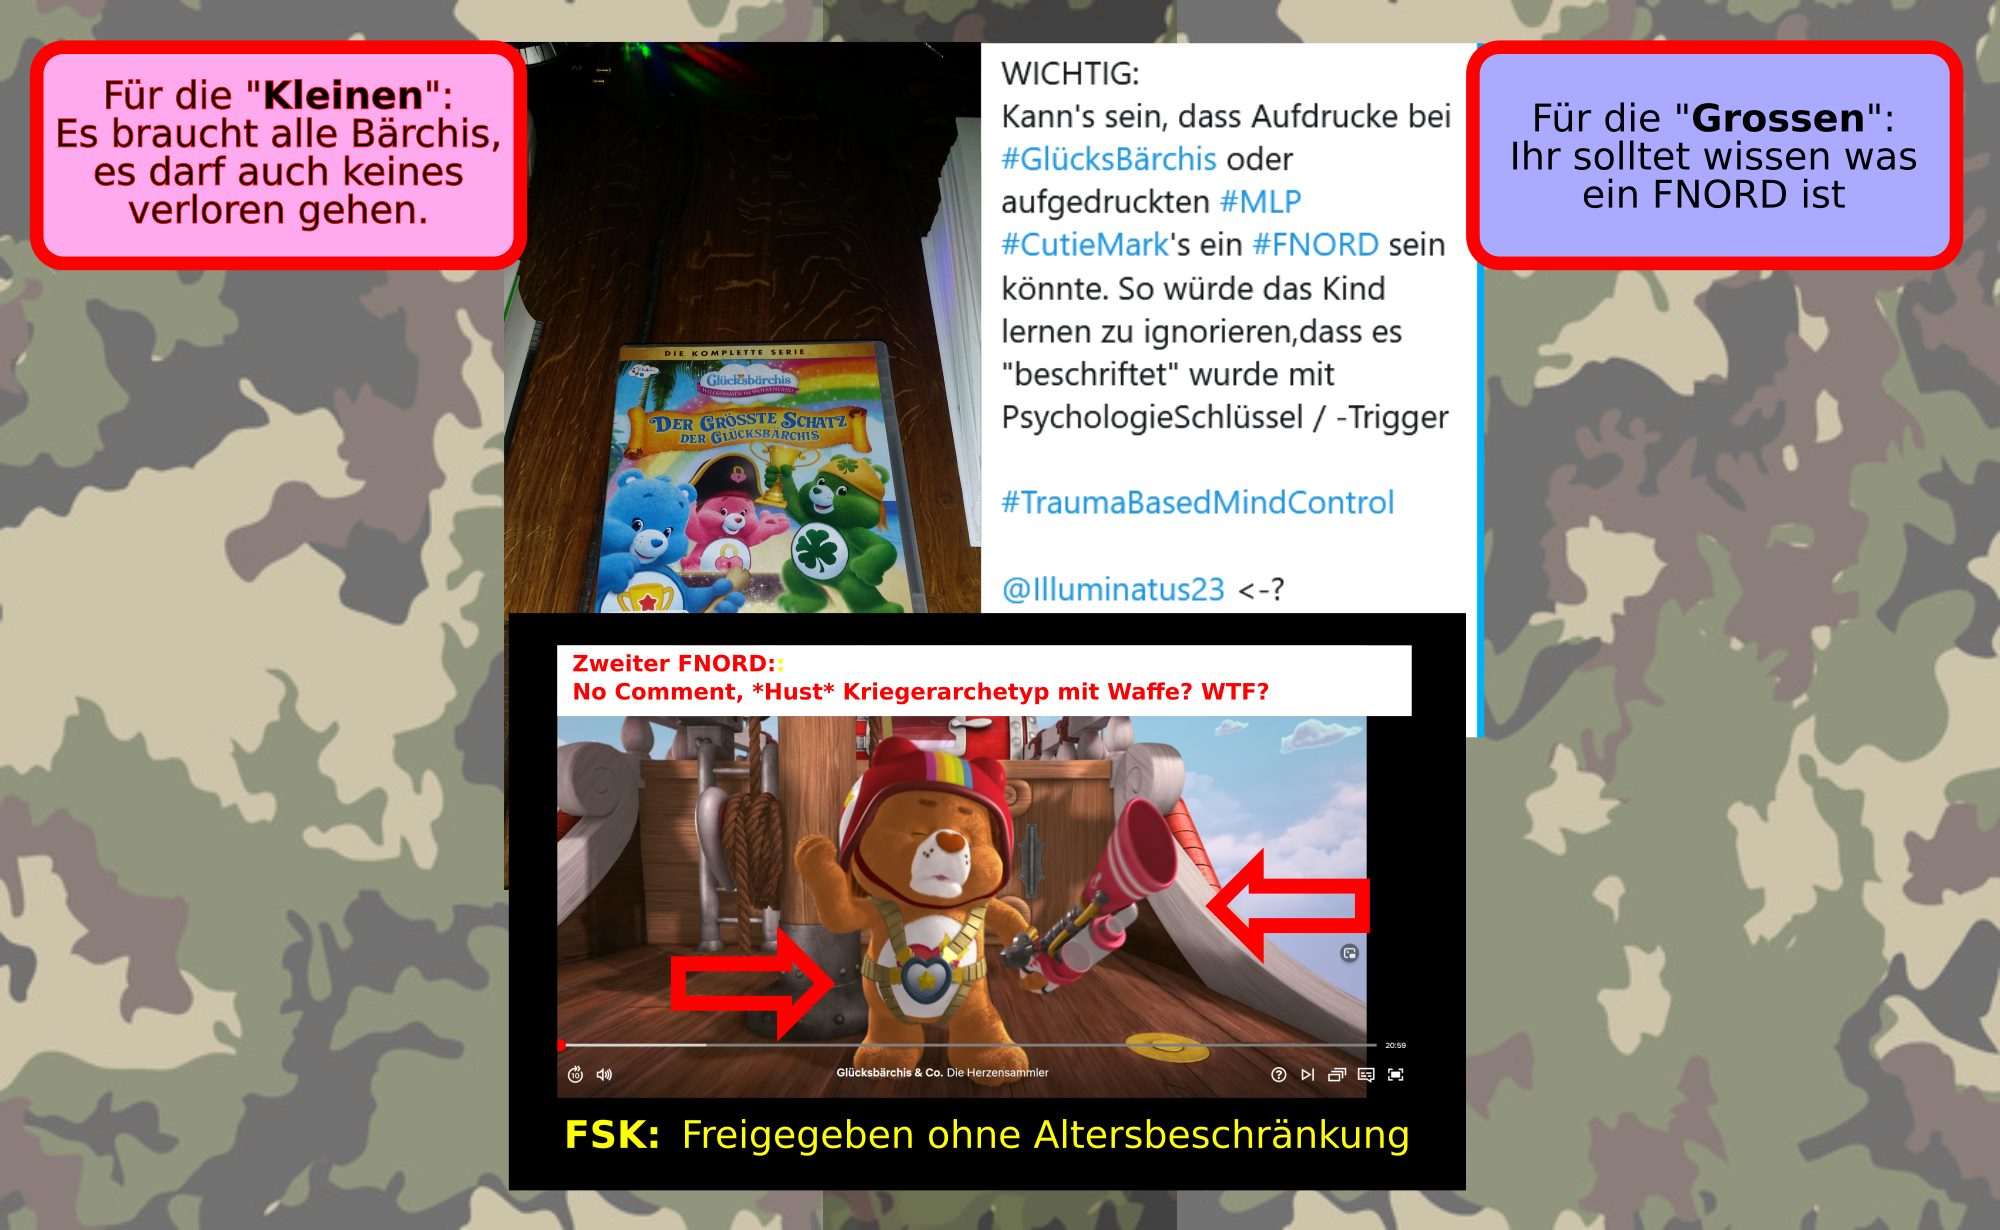 Für die "Kleinen":
Es braucht alle Bärchis,
es darf auch keines
verloren gehen.
WICHTIG:
Kann's sein, dass Aufdrucke bei
#GlücksBärchis oder
aufgedruckten #MLP
#CutieMark's ein #FNORD sein
könnte. So würde das Kind
lernen zu ignorieren,dass es
"beschriftet" wurde mit
PsychologieSchlüssel / -Trigger
#TraumaBasedMindControl
@Illuminatus23 <-?
Für die "Grossen":
Ihr solltet wissen was
ein FNORD ist
DIE KOMPLETTE SERIE
Glücksbärchis
WILLKOMMEN IM WOLKENLAND
DER GRÖSSTE SCHATZ
DER GLÜCKSBÄRCHIS
Zweiter FNORD::
No Comment, *Hust* Kriegerarchetyp mit Waffe? WTF?
20:59
10
Glücksbärchis & Co. Die Herzensammler
FSK: Freigegeben ohne Altersbeschränkung